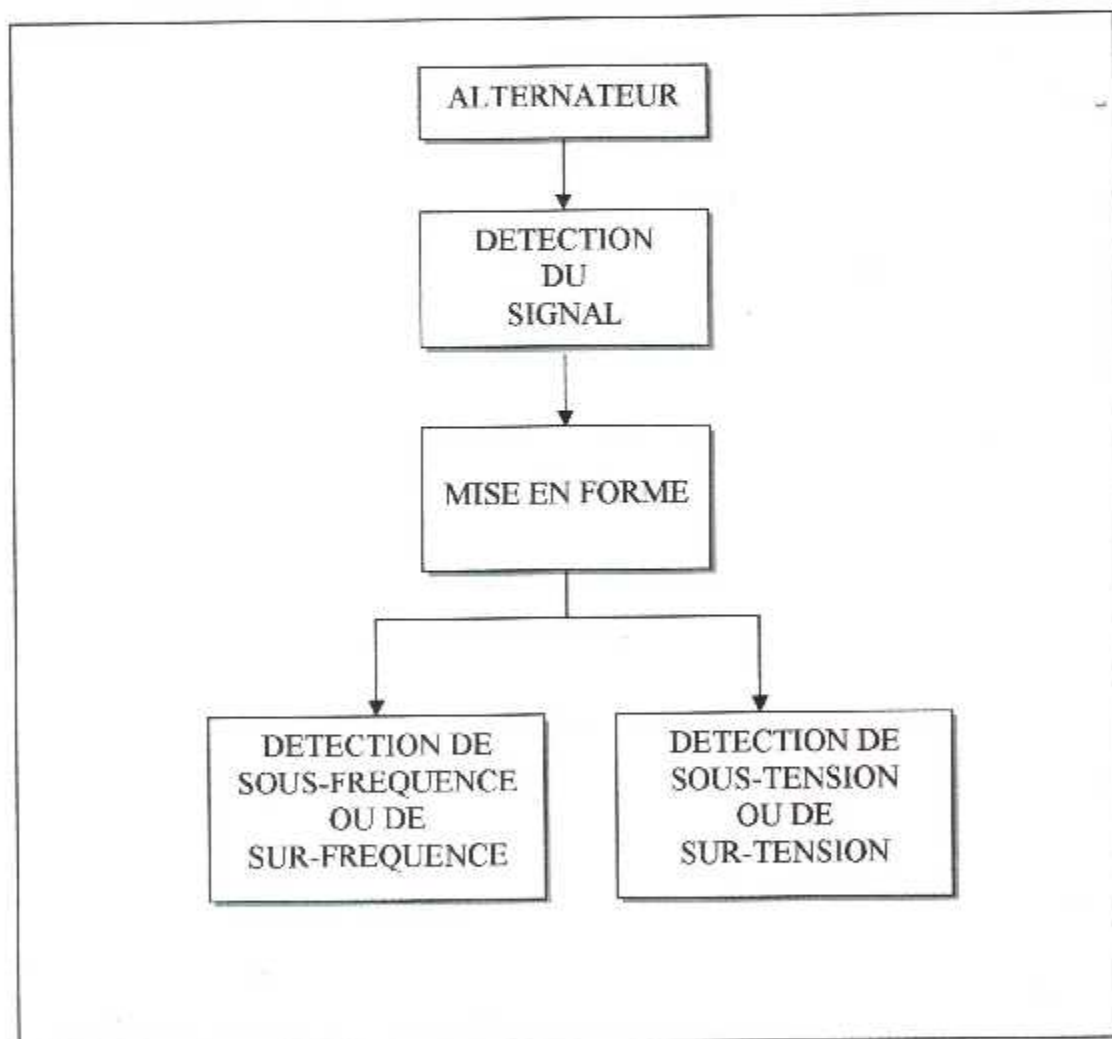 ALTERNATEUR
DETECTION
DU
SIGNAL
MISE EN FORME
DETECTION DE
SOUS-FREQUENCE
OU DE
SUR-FREQUENCE
DETECTION DE
SOUS-TENSION
OU DE
SUR-TENSION